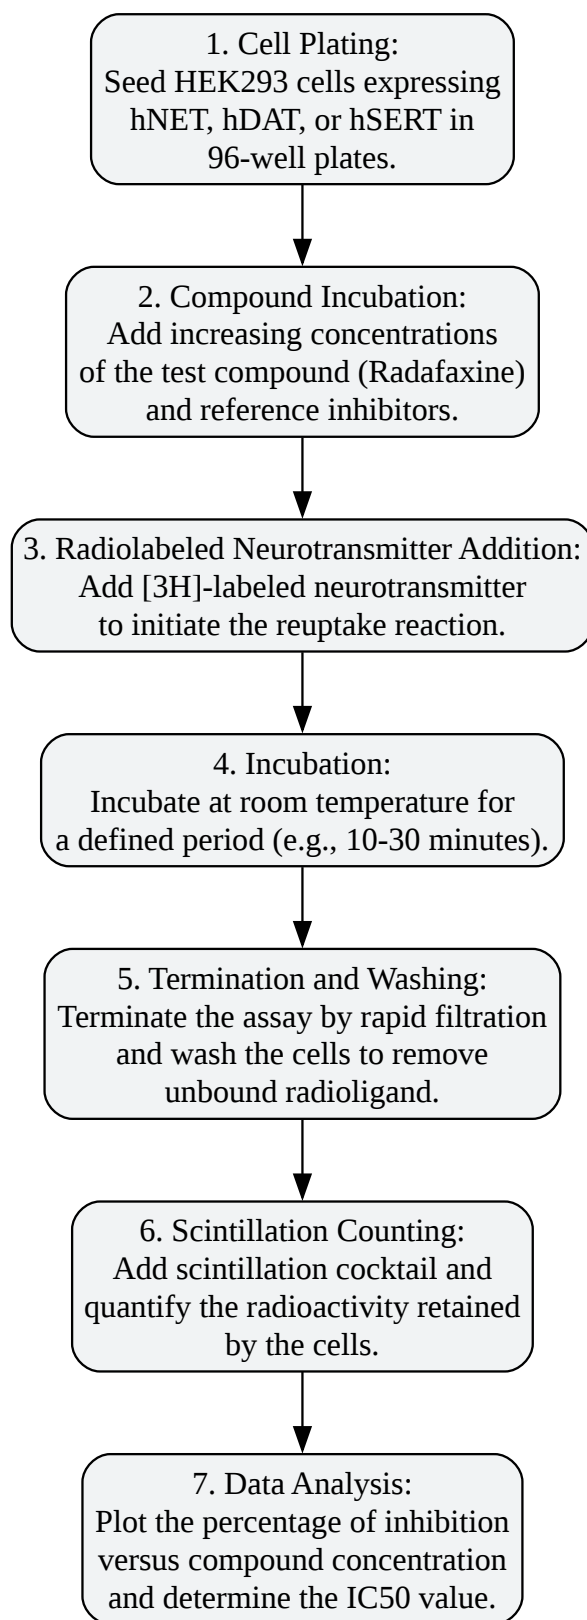 1. Cell Plating:
Seed HEK293 cells expressing
hNET, hDAT, or hSERT in
96-well plates.
2. Compound Incubation:
Add increasing concentrations
of the test compound (Radafaxine)
and reference inhibitors.
3. Radiolabeled Neurotransmitter Addition:
Add [3H]-labeled neurotransmitter
to initiate the reuptake reaction.
4. Incubation:
Incubate at room temperature for
a defined period (e.g., 10-30 minutes).
5. Termination and Washing:
Terminate the assay by rapid filtration
and wash the cells to remove
unbound radioligand.
6. Scintillation Counting:
Add scintillation cocktail and
quantify the radioactivity retained
by the cells.
7. Data Analysis:
Plot the percentage of inhibition
versus compound concentration
and determine the IC50 value.